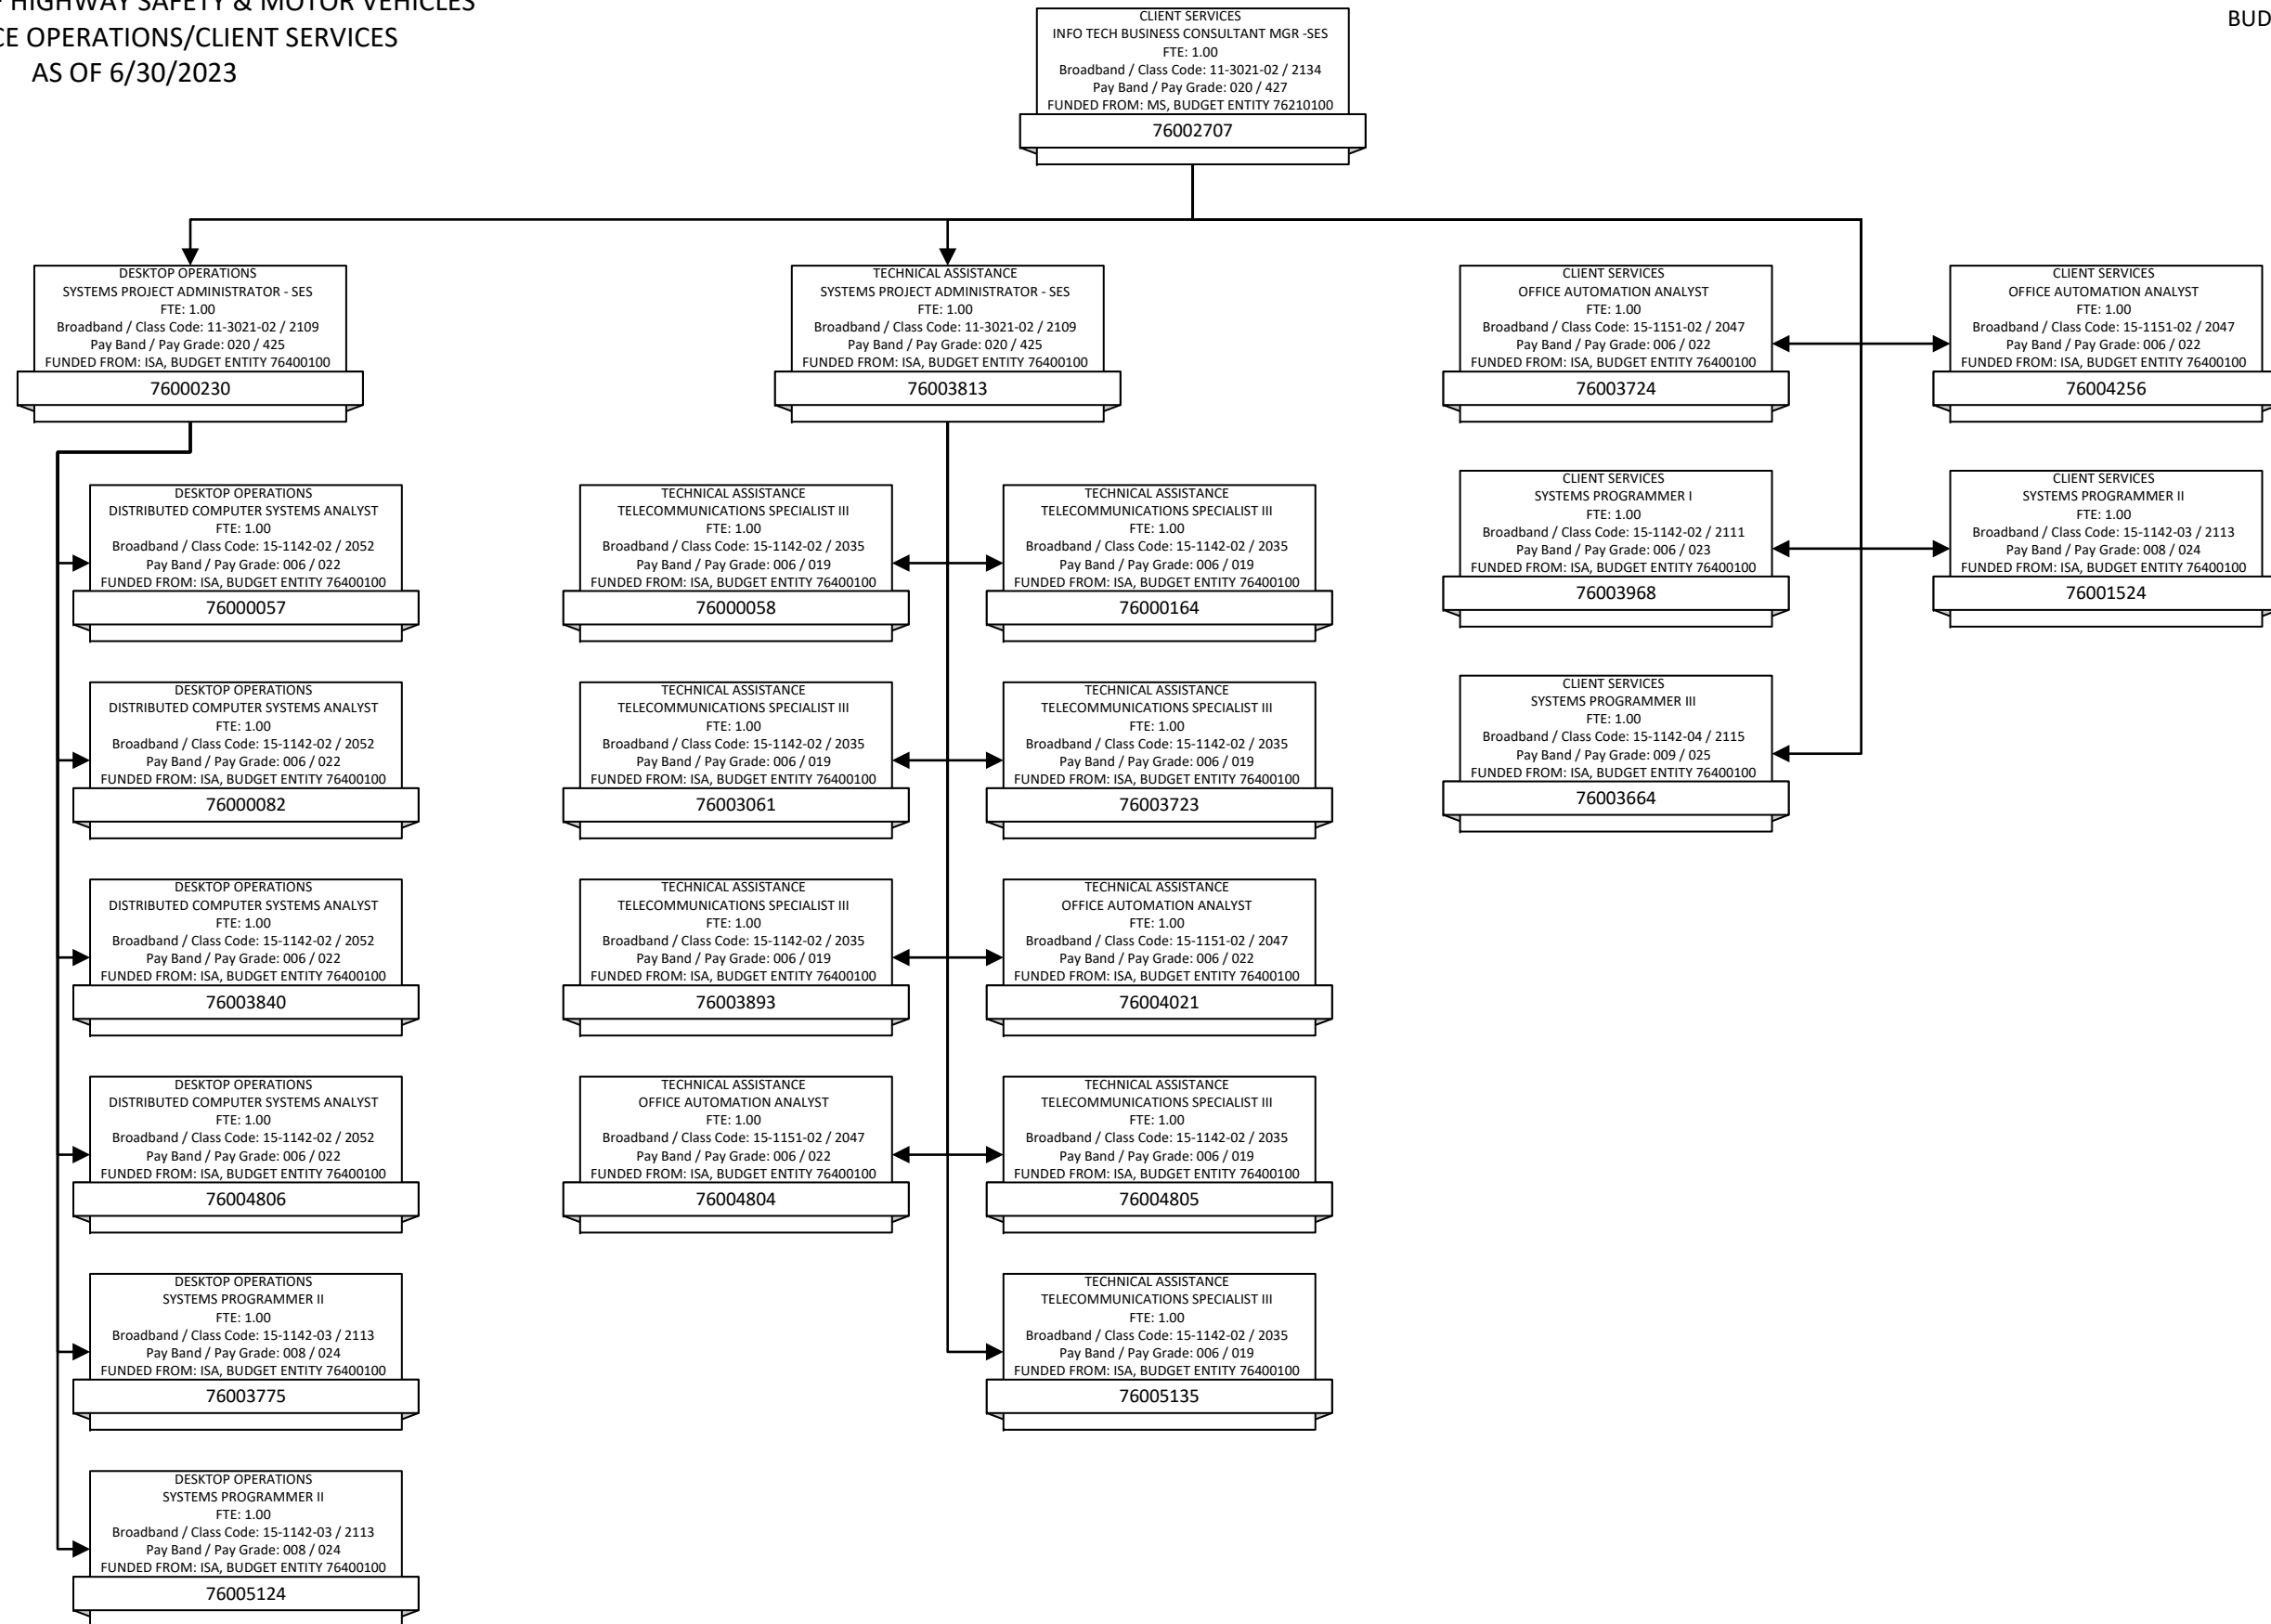 HIGHWAY SAFETY & MOTOR VEHICLES
OPERATIONS/CLIENT SERVICES
AS OF 6/30/2023
CLIENT SERVICES
INFO TECH BUSINESS CONSULTANT MGR -SES
FTE: 1.00
Broadband / Class Code: 11-3021-02 / 2134
Pay Band / Pay Grade: 020 / 427
FUNDED FROM: MS, BUDGET ENTITY 76210100
76002707
DESKTOP OPERATIONS
SYSTEMS PROJECT ADMINISTRATOR - SES
FTE: 1.00
Broadband / Class Code: 11-3021-02 / 2109
Pay Band / Pay Grade: 020 / 425
FUNDED FROM: ISA, BUDGET ENTITY 76400100
76000230
TECHNICAL ASSISTANCE
SYSTEMS PROJECT ADMINISTRATOR - SES
FTE: 1.00
Broadband / Class Code: 11-3021-02 / 2109
Pay Band / Pay Grade: 020 / 425
FUNDED FROM: ISA, BUDGET ENTITY 76400100
76003813
CLIENT SERVICES
OFFICE AUTOMATION ANALYST
FTE: 1.00
Broadband / Class Code: 15-1151-02 / 2047
Pay Band / Pay Grade: 006 / 022
FUNDED FROM: ISA, BUDGET ENTITY 76400100
76003724
CLIENT SERVICES
OFFICE AUTOMATION ANALYST
FTE: 1.00
Broadband / Class Code: 15-1151-02 / 2047
Pay Band / Pay Grade: 006 / 022
FUNDED FROM: ISA, BUDGET ENTITY 76400100
76004256
DESKTOP OPERATIONS
DISTRIBUTED COMPUTER SYSTEMS ANALYST
FTE: 1.00
Broadband / Class Code: 15-1142-02 / 2052
Pay Band / Pay Grade: 006 / 022
FUNDED FROM: ISA, BUDGET ENTITY 76400100
76000057
TECHNICAL ASSISTANCE
TELECOMMUNICATIONS SPECIALIST III
FTE: 1.00
Broadband / Class Code: 15-1142-02 / 2035
Pay Band / Pay Grade: 006 / 019
FUNDED FROM: ISA, BUDGET ENTITY 76400100
76000058
TECHNICAL ASSISTANCE
TELECOMMUNICATIONS SPECIALIST III
FTE: 1.00
Broadband / Class Code: 15-1142-02 / 2035
Pay Band / Pay Grade: 006 / 019
FUNDED FROM: ISA, BUDGET ENTITY 76400100
76000164
CLIENT SERVICES
SYSTEMS PROGRAMMER I
FTE: 1.00
Broadband / Class Code: 15-1142-02 / 2111
Pay Band / Pay Grade: 006 / 023
FUNDED FROM: ISA, BUDGET ENTITY 76400100
76003968
CLIENT SERVICES
SYSTEMS PROGRAMMER II
FTE: 1.00
Broadband / Class Code: 15-1142-03 / 2113
Pay Band / Pay Grade: 008 / 024
FUNDED FROM: ISA, BUDGET ENTITY 76400100
76001524
DESKTOP OPERATIONS
DISTRIBUTED COMPUTER SYSTEMS ANALYST
FTE: 1.00
Broadband / Class Code: 15-1142-02 / 2052
Pay Band / Pay Grade: 006 / 022
FUNDED FROM: ISA, BUDGET ENTITY 76400100
76000082
TECHNICAL ASSISTANCE
TELECOMMUNICATIONS SPECIALIST III
FTE: 1.00
Broadband / Class Code: 15-1142-02 / 2035
Pay Band / Pay Grade: 006 / 019
FUNDED FROM: ISA, BUDGET ENTITY 76400100
76003061
TECHNICAL ASSISTANCE
TELECOMMUNICATIONS SPECIALIST III
FTE: 1.00
Broadband / Class Code: 15-1142-02 / 2035
Pay Band / Pay Grade: 006 / 019
FUNDED FROM: ISA, BUDGET ENTITY 76400100
76003723
CLIENT SERVICES
SYSTEMS PROGRAMMER III
FTE: 1.00
Broadband / Class Code: 15-1142-04 / 2115
Pay Band / Pay Grade: 009 / 025
FUNDED FROM: ISA, BUDGET ENTITY 76400100
76003664
DESKTOP OPERATIONS
DISTRIBUTED COMPUTER SYSTEMS ANALYST
FTE: 1.00
Broadband / Class Code: 15-1142-02 / 2052
Pay Band / Pay Grade: 006 / 022
FUNDED FROM: ISA, BUDGET ENTITY 76400100
76003840
TECHNICAL ASSISTANCE
TELECOMMUNICATIONS SPECIALIST III
FTE: 1.00
Broadband / Class Code: 15-1142-02 / 2035
Pay Band / Pay Grade: 006 / 019
FUNDED FROM: ISA, BUDGET ENTITY 76400100
76003893
TECHNICAL ASSISTANCE
OFFICE AUTOMATION ANALYST
FTE: 1.00
Broadband / Class Code: 15-1151-02 / 2047
Pay Band / Pay Grade: 006 / 022
FUNDED FROM: ISA, BUDGET ENTITY 76400100
76004021
DESKTOP OPERATIONS
DISTRIBUTED COMPUTER SYSTEMS ANALYST
FTE: 1.00
Broadband / Class Code: 15-1142-02 / 2052
Pay Band / Pay Grade: 006 / 022
FUNDED FROM: ISA, BUDGET ENTITY 76400100
76004806
TECHNICAL ASSISTANCE
OFFICE AUTOMATION ANALYST
FTE: 1.00
Broadband / Class Code: 15-1151-02 / 2047
Pay Band / Pay Grade: 006 / 022
FUNDED FROM: ISA, BUDGET ENTITY 76400100
76004804
TECHNICAL ASSISTANCE
TELECOMMUNICATIONS SPECIALIST III
FTE: 1.00
Broadband / Class Code: 15-1142-02 / 2035
Pay Band / Pay Grade: 006 / 019
FUNDED FROM: ISA, BUDGET ENTITY 76400100
76004805
DESKTOP OPERATIONS
SYSTEMS PROGRAMMER II
FTE: 1.00
Broadband / Class Code: 15-1142-03 / 2113
Pay Band / Pay Grade: 008 / 024
FUNDED FROM: ISA, BUDGET ENTITY 76400100
76003775
TECHNICAL ASSISTANCE
TELECOMMUNICATIONS SPECIALIST III
FTE: 1.00
Broadband / Class Code: 15-1142-02 / 2035
Pay Band / Pay Grade: 006 / 019
FUNDED FROM: ISA, BUDGET ENTITY 76400100
76005135
DESKTOP OPERATIONS
SYSTEMS PROGRAMMER II
FTE: 1.00
Broadband / Class Code: 15-1142-03 / 2113
Pay Band / Pay Grade: 008 / 024
FUNDED FROM: ISA, BUDGET ENTITY 76400100
76005124